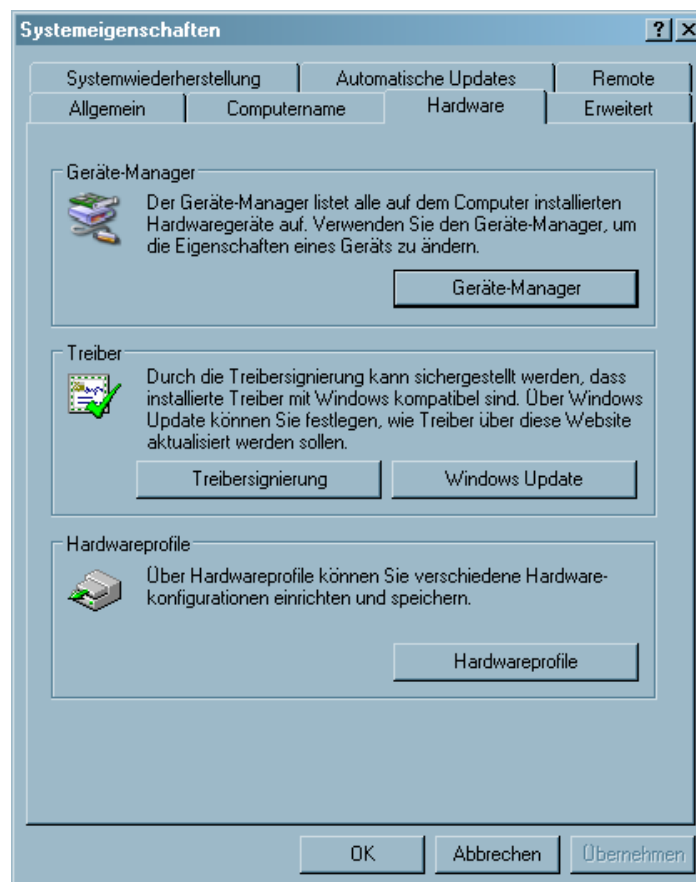 Systemeigenschaften
Systemwiederherstellung Automatische Updates Remote
Allgemein Computername Hardware Erweitert
Geräte-Manager
Der Geräte-Manager listet alle auf dem Computer installierten
Hardwaregeräte auf. Verwenden Sie den Geräte-Manager, um
die Eigenschaften eines Geräts zu ändern.
Geräte-Manager
Treiber
Durch die Treibersignierung kann sichergestellt werden, dass
installierte Treiber mit Windows kompatibel sind. Über Windows
Update können Sie festlegen, wie Treiber über diese Website
aktualisiert werden sollen.
Treibersignierung Windows Update
Hardwareprofile
Über Hardwareprofile können Sie verschiedene Hardware-
konfigurationen einrichten und speichern.
Hardwareprofile
OK Abbrechen Übernehmen